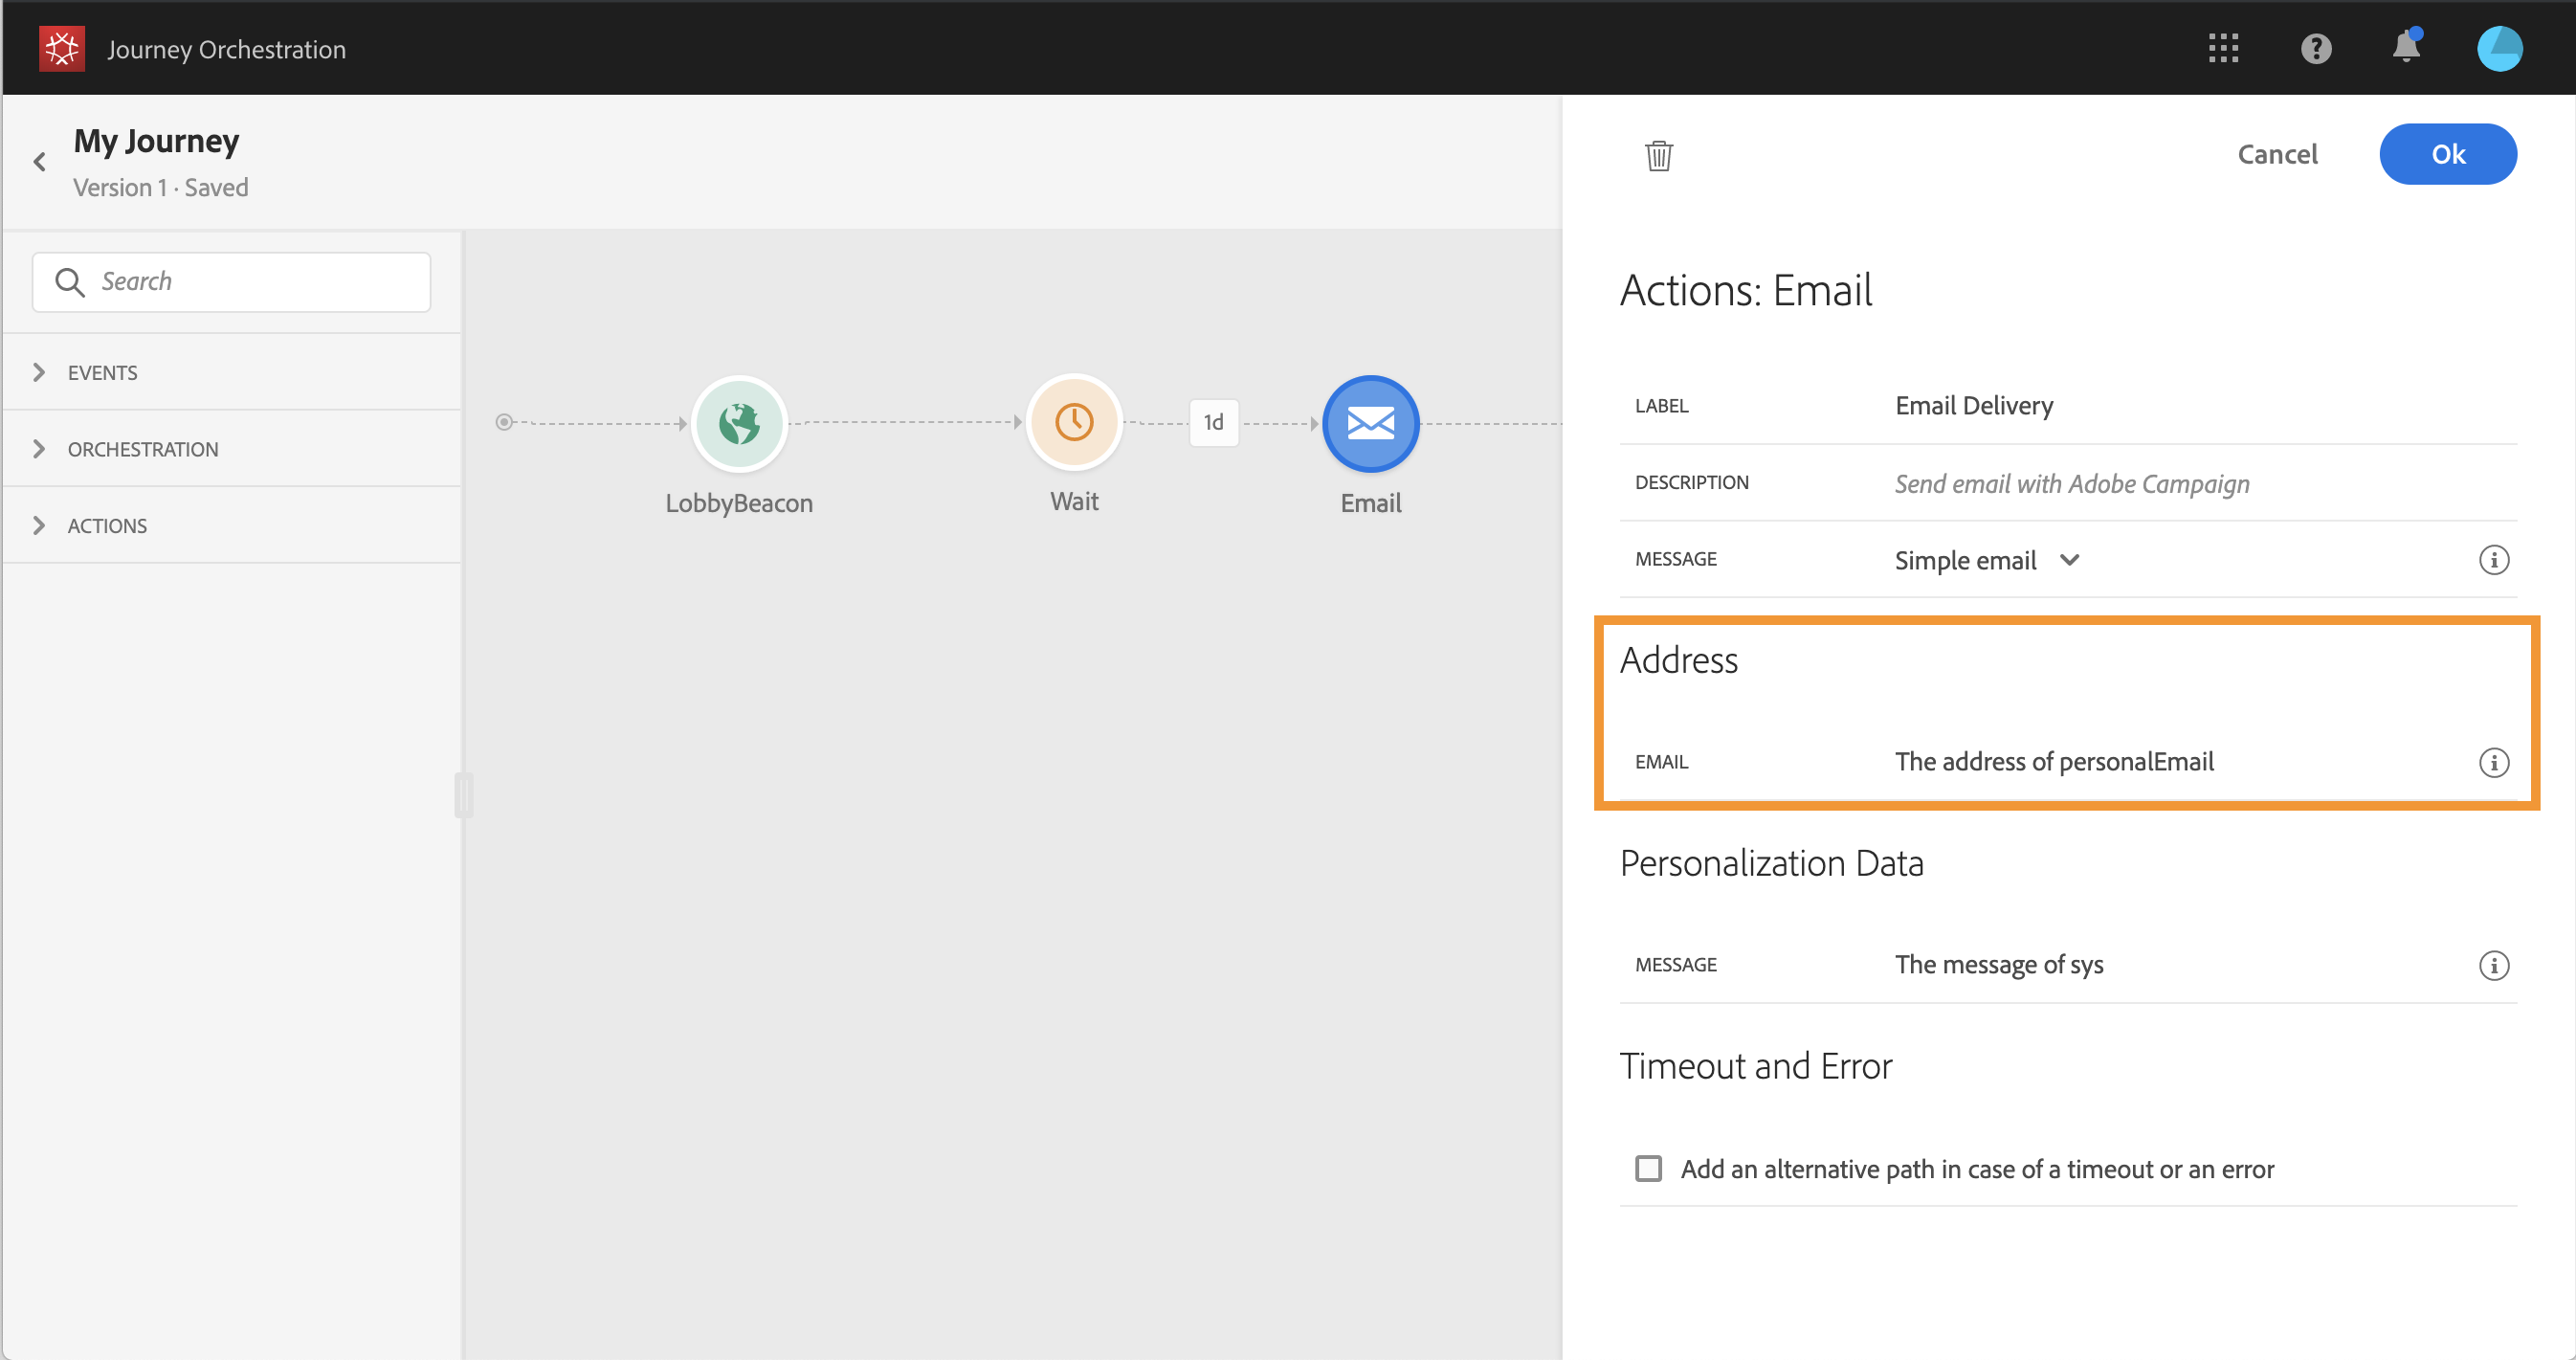 Journey Orchestration
My Journey
Version 1 · Saved
Search
EVENTS
ORCHESTRATION
ACTIONS
LobbyBeacon
Wait
1d
Email
Cancel
Ok
Actions: Email
LABEL Email Delivery
DESCRIPTION Send email with Adobe Campaign
MESSAGE Simple email
Address
EMAIL The address of personalEmail
Personalization Data
MESSAGE The message of sys
Timeout and Error
Add an alternative path in case of a timeout or an error